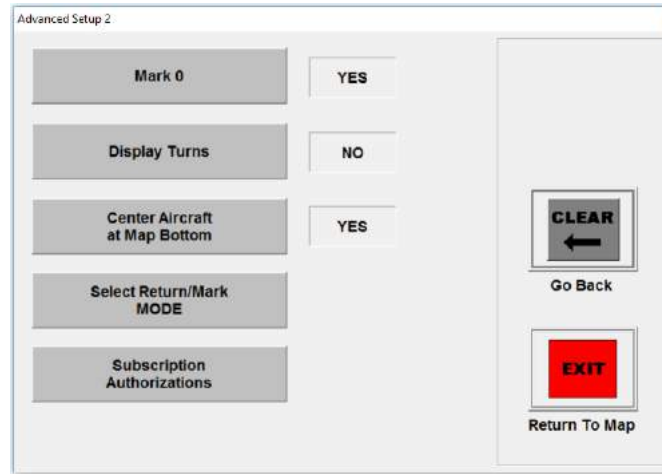 Advanced Setup 2
Mark 0
YES
Display Turns
NO
Center Aircraft
at Map Bottom
YES
Select Return/Mark
MODE
Subscription
Authorizations
CLEAR
Go Back
EXIT
Return To Map